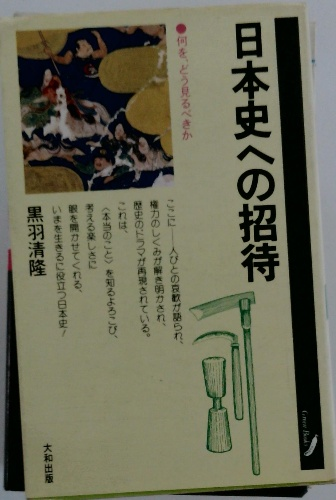 日本史への招待
●何を、どう見るべきか
ここに──人びとの哀歓が語られ、
権力のしくみが解き明かされ、
歴史のドラマが再現されている。
これは、
〈本当のこと〉を知るよろこび、
考える楽しさに
眼を開かせてくれる、
いまを生きるに役立つ日本史!
黒羽清隆
大和出版